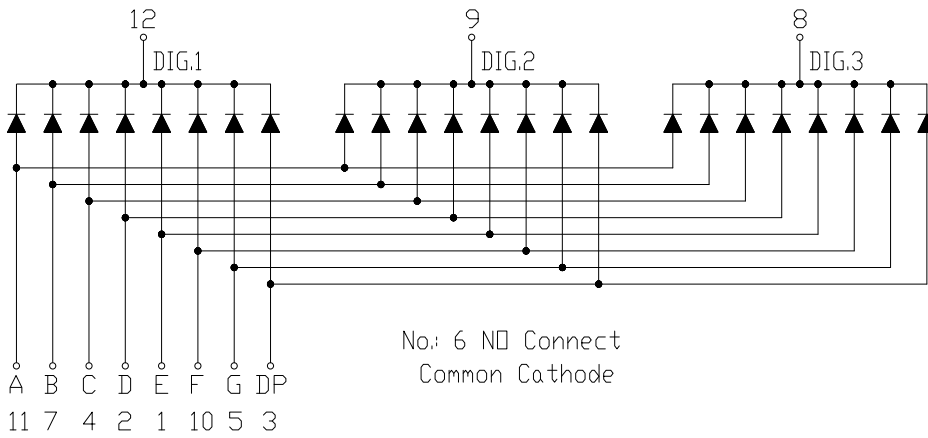 12 9 8
DIG.1 DIG.2 DIG.3
No.: 6 NO Connect
Common Cathode
A B C D E F G DP
11 7 4 2 1 10 5 3